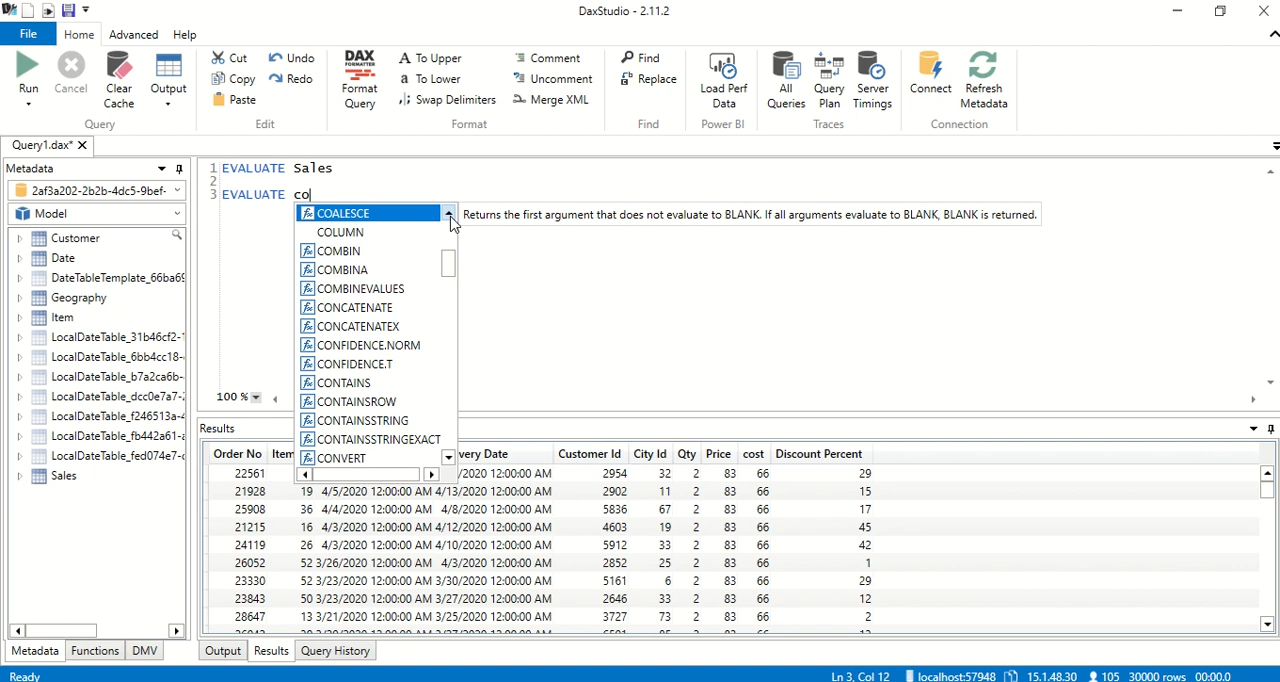 DaxStudio - 2.11.2
File Home Advanced Help
Run
Cancel
Clear Cache
Output
Cut
Copy
Paste
Undo
Redo
DAX FORMATTER
Format Query
To Upper
To Lower
Swap Delimiters
Comment
Uncomment
Merge XML
Find
Replace
Load Perf Data
All Queries
Query Plan
Server Timings
Connect
Refresh Metadata
Query Edit Format Find Power BI Traces Connection
Query1.dax*
Metadata
2af3a202-2b2b-4dc5-9bef-
Model
Customer
Date
DateTableTemplate_66ba69
Geography
Item
LocalDateTable_31b46cf2-
LocalDateTable_6bb4cc18-
LocalDateTable_b7a2ca6b-
LocalDateTable_dcc0e7a7-
LocalDateTable_f246513a-
LocalDateTable_fb442a61-
LocalDateTable_fed074e7-
Sales
Metadata Functions DMV
1 EVALUATE Sales
2
3 EVALUATE co
COALESCE
Returns the first argument that does not evaluate to BLANK. If all arguments evaluate to BLANK, BLANK is returned.
COLUMN
COMBIN
COMBINA
COMBINEVALUES
CONCATENATE
CONCATENATEX
CONFIDENCE.NORM
CONFIDENCE.T
CONTAINS
CONTAINSROW
CONTAINSSTRING
CONTAINSSTRINGEXACT
CONVERT
100 %
Results
Order No Item very Date Customer Id City Id Qty Price cost Discount Percent
22561 /2020 12:00:00 AM 2954 32 2 83 66 29
21928 19 4/5/2020 12:00:00 AM 4/13/2020 12:00:00 AM 2902 11 2 83 66 15
25908 36 4/4/2020 12:00:00 AM 4/8/2020 12:00:00 AM 5836 67 2 83 66 17
21215 16 4/3/2020 12:00:00 AM 4/12/2020 12:00:00 AM 4603 19 2 83 66 45
24119 26 4/3/2020 12:00:00 AM 4/10/2020 12:00:00 AM 5912 33 2 83 66 42
26052 52 3/26/2020 12:00:00 AM 4/3/2020 12:00:00 AM 2852 25 2 83 66 1
23330 52 3/23/2020 12:00:00 AM 3/30/2020 12:00:00 AM 5161 6 2 83 66 29
23843 50 3/23/2020 12:00:00 AM 3/27/2020 12:00:00 AM 2646 33 2 83 66 12
28647 13 3/21/2020 12:00:00 AM 3/25/2020 12:00:00 AM 3727 73 2 83 66 2
Output Results Query History
Ready Ln 3, Col 12 localhost:57948 15.1.48.30 105 30000 rows 00:00.0